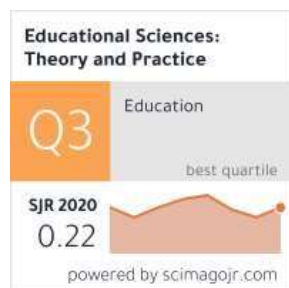 Educational Sciences:
Theory and Practice
Q3
Education
best quartile
SJR 2020
0.22
powered by scimagojr.com